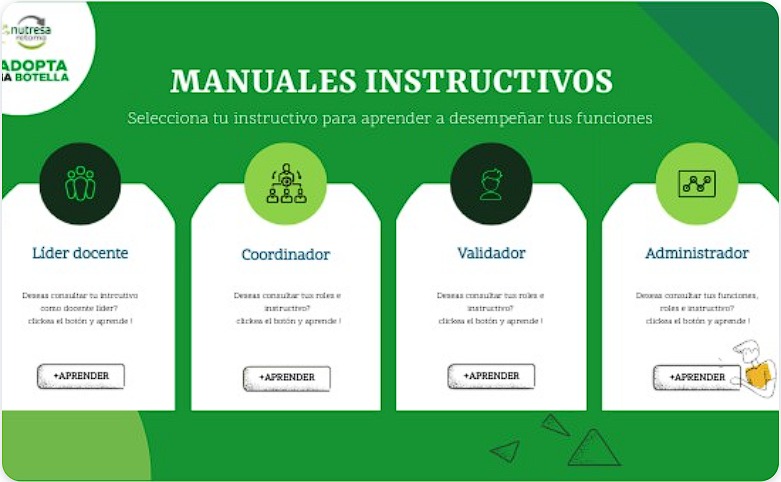 nutresa
retorna
ADOPTA
NA BOTELLA
MANUALES INSTRUCTIVOS
Selecciona tu instructivo para aprender a desempeñar tus funciones
Líder docente
Deseas consultar tu intrcutivo
como docente líder?
clickea el botón y aprende !
+APRENDER
Coordinador
Deseas consultar tus roles e
instructivo?
clickea el botón y aprende !
+APRENDER
Validador
Deseas consultar tus roles e
instructivo?
clickea el botón y aprende !
+APRENDER
Administrador
Deseas consultar tus funciones,
roles e instructivo?
clickea el botón y aprende !
+APRENDER